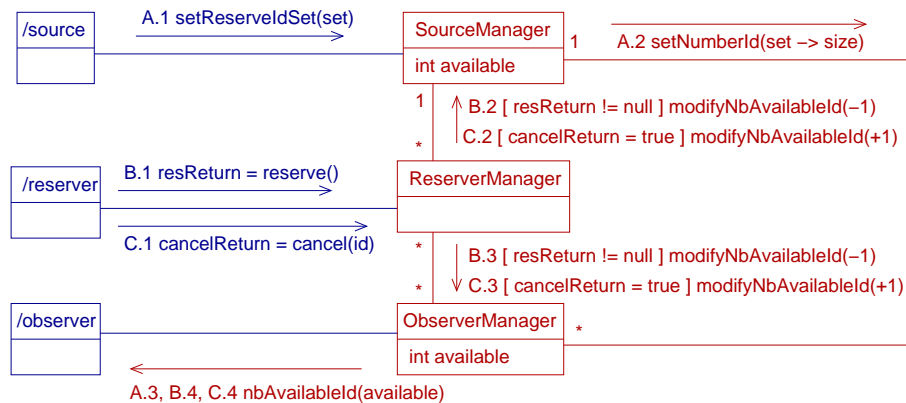 /source
A.1 setReserveIdSet(set)
SourceManager
int available
1
A.2 setNumberId(set −> size)
1
B.2 [ resReturn != null ] modifyNbAvailableId(−1)
C.2 [ cancelReturn = true ] modifyNbAvailableId(+1)
*
/reserver
B.1 resReturn = reserve()
ReserverManager
C.1 cancelReturn = cancel(id)
*
B.3 [ resReturn != null ] modifyNbAvailableId(−1)
C.3 [ cancelReturn = true ] modifyNbAvailableId(+1)
*
/observer
ObserverManager
int available
*
A.3, B.4, C.4 nbAvailableId(available)